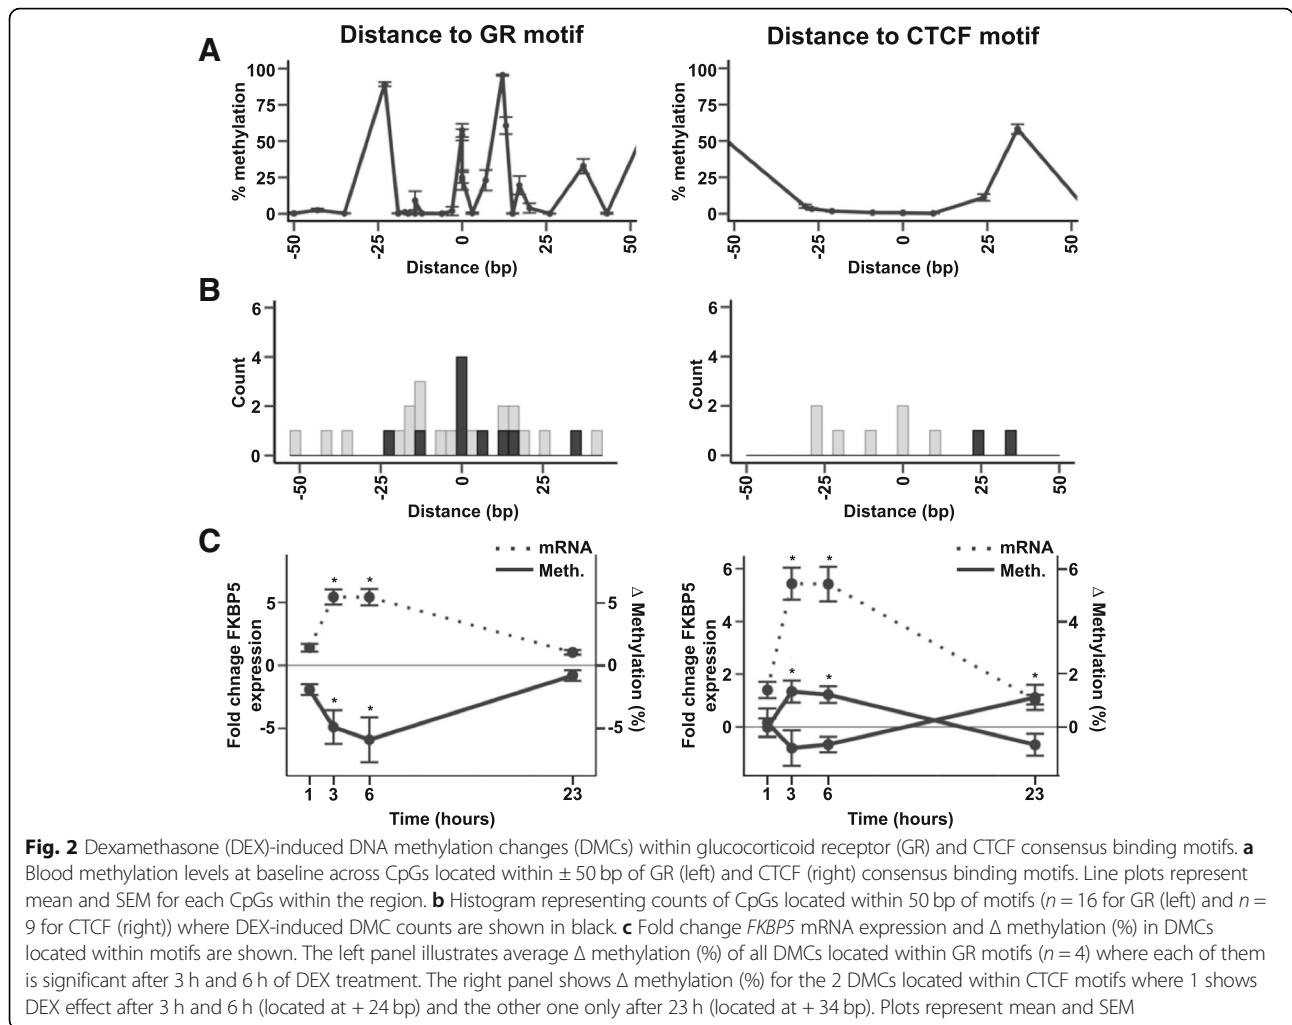 A
Distance to GR motif
Distance to CTCF motif
% methylation
100
75
50
25
0
-50
-25
0
25
50
Distance (bp)
% methylation
100
75
50
25
0
-50
-25
0
25
50
Distance (bp)
B
Count
6
4
2
0
-50
-25
0
25
Distance (bp)
Count
6
4
2
0
-50
-25
0
25
50
Distance (bp)
C
mRNA
Meth.
Fold chnage FKBP5
expression
5
0
-5
* *
* *
5
0
-5
Δ Methylation (%)
1 3 6 23
Time (hours)
mRNA
Meth.
Fold chnage FKBP5
expression
6
4
2
0
* *
* * *
6
4
2
0
Δ Methylation (%)
1 3 6 23
Time (hours)
Fig. 2 Dexamethasone (DEX)-induced DNA methylation changes (DMCs) within glucocorticoid receptor (GR) and CTCF consensus binding motifs. a
Blood methylation levels at baseline across CpGs located within ± 50 bp of GR (left) and CTCF (right) consensus binding motifs. Line plots represent
mean and SEM for each CpGs within the region. b Histogram representing counts of CpGs located within 50 bp of motifs (n = 16 for GR (left) and n =
9 for CTCF (right)) where DEX-induced DMC counts are shown in black. c Fold change FKBP5 mRNA expression and Δ methylation (%) in DMCs
located within motifs are shown. The left panel illustrates average Δ methylation (%) of all DMCs located within GR motifs (n = 4) where each of them
is significant after 3 h and 6 h of DEX treatment. The right panel shows Δ methylation (%) for the 2 DMCs located within CTCF motifs where 1 shows
DEX effect after 3 h and 6 h (located at + 24 bp) and the other one only after 23 h (located at + 34 bp). Plots represent mean and SEM